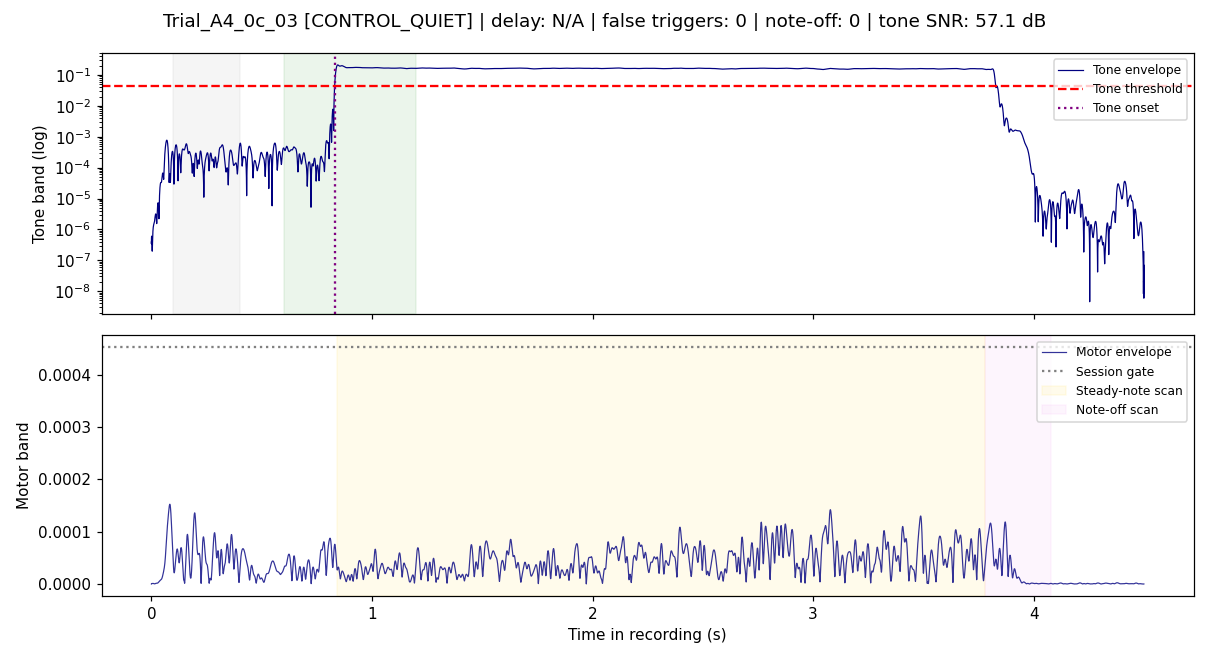 Trial_A4_0c_03 [CONTROL_QUIET] | delay: N/A | false triggers: 0 | note-off: 0 | tone SNR: 57.1 dB
Tone band (log)
10⁻¹
10⁻²
10⁻³
10⁻⁴
10⁻⁵
10⁻⁶
10⁻⁷
10⁻⁸
Tone envelope
Tone threshold
Tone onset
Motor band
0.0004
0.0003
0.0002
0.0001
0.0000
Motor envelope
Session gate
Steady-note scan
Note-off scan
0 1 2 3 4
Time in recording (s)